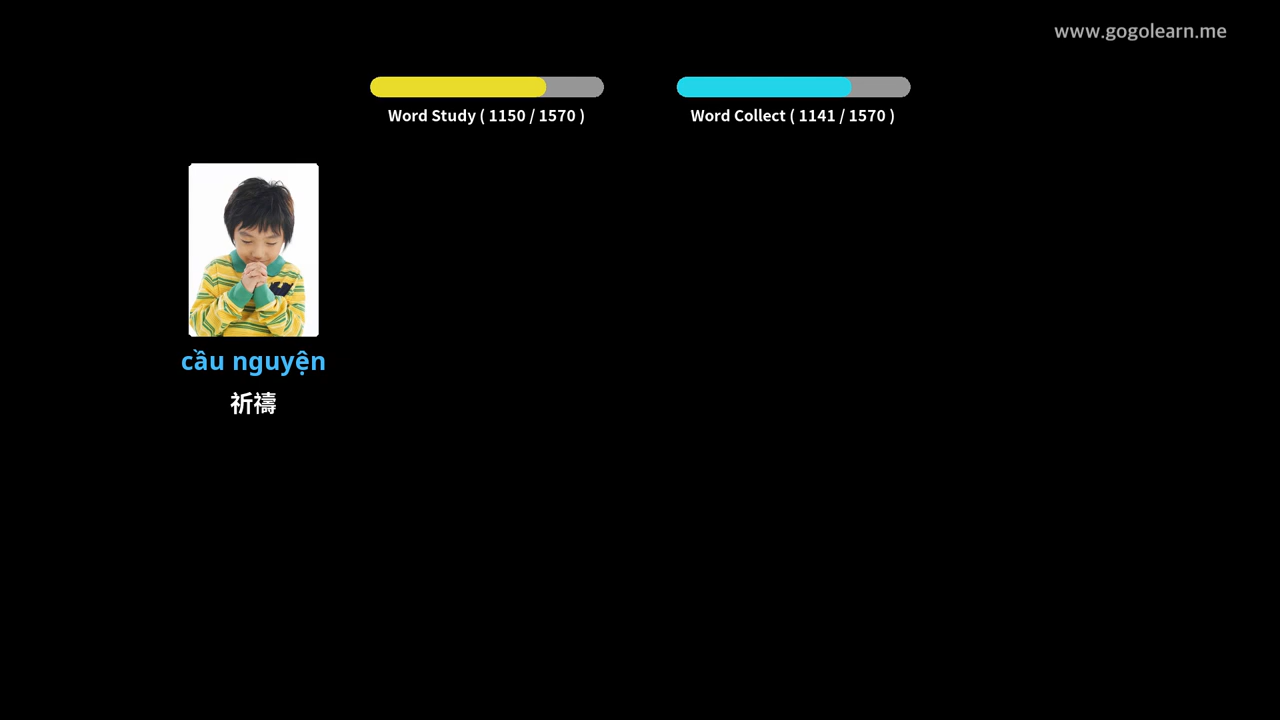 www.gogolearn.me
Word Study ( 1150 / 1570 )
Word Collect ( 1141 / 1570 )
cầu nguyện
祈禱